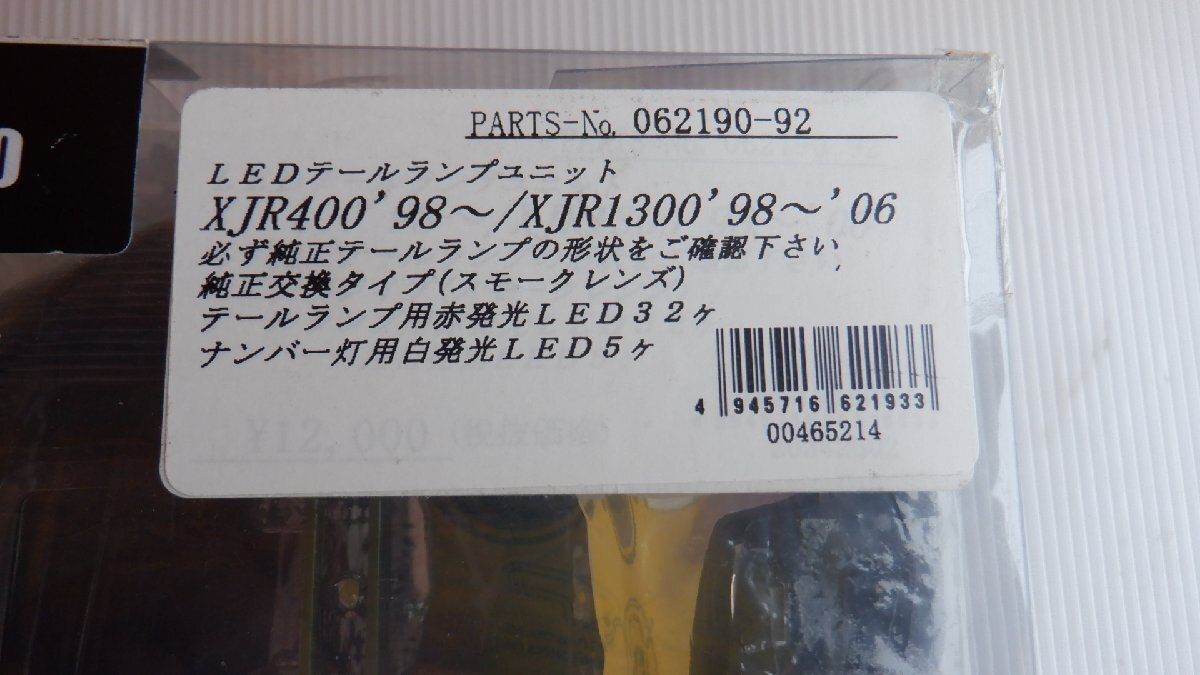 PARTS-No. 062190-92
LEDテールランプユニット
XJR400'98～/XJR1300'98～'06
必ず純正テールランプの形状をご確認下さい
純正交換タイプ(スモークレンズ)
テールランプ用赤発光LED32ヶ
ナンバー灯用白発光LED5ヶ
4 945716 621933
00465214
¥12,000